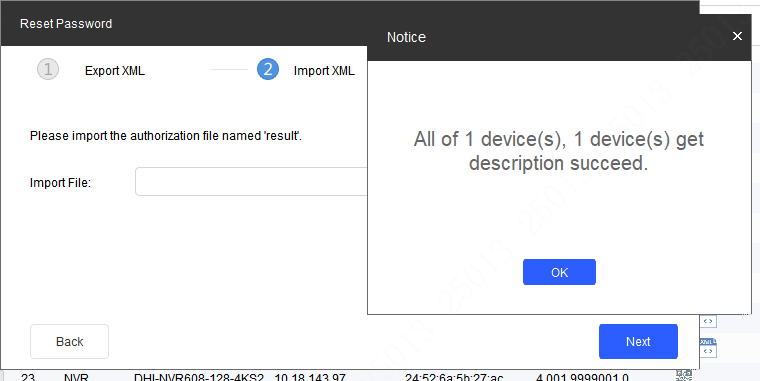 Reset Password
Notice
1 Export XML 2 Import XML
Please import the authorization file named 'result'.
All of 1 device(s), 1 device(s) get
description succeed.
Import File:
OK
Back
Next
XML
23 NVR DHI-NVR608-128-4KS2 10.18.143.97 24:52:6a:5b:27:ac 4.001.9999001.0